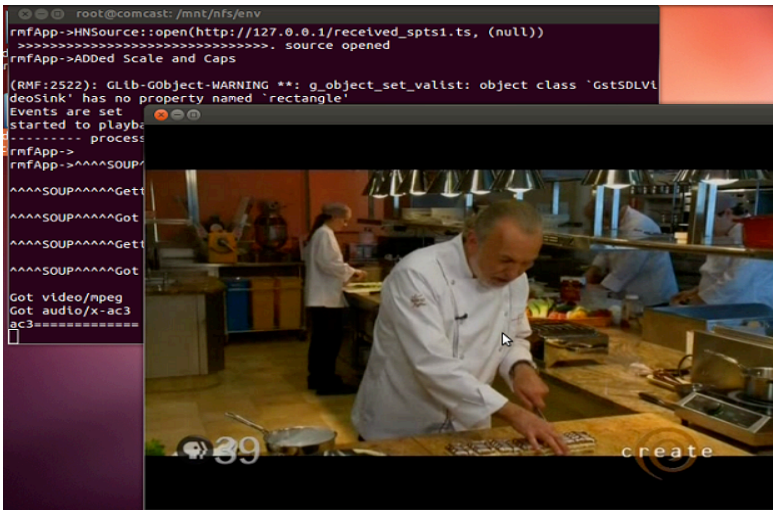 root@comcast: /mnt/nfs/env
rmfApp->HNSource::open(http://127.0.0.1/received_spts1.ts, (null))
>>>>>>>>>>>>>>>>>>>>>>>>>>>>>>>. source opened
rmfApp->ADDed Scale and Caps
(RMF:2522): GLib-GObject-WARNING **: g_object_set_valist: object class `GstSDLVi
deoSink' has no property named `rectangle'
Events are set
started to playba
--------- process
rmfApp->
rmfApp->^^^^SOUP^
^^^^SOUP^^^^^Gett
^^^^SOUP^^^^^Got
^^^^SOUP^^^^^Gett
^^^^SOUP^^^^^Got
Got video/mpeg
Got audio/x-ac3
ac3=============
39
create